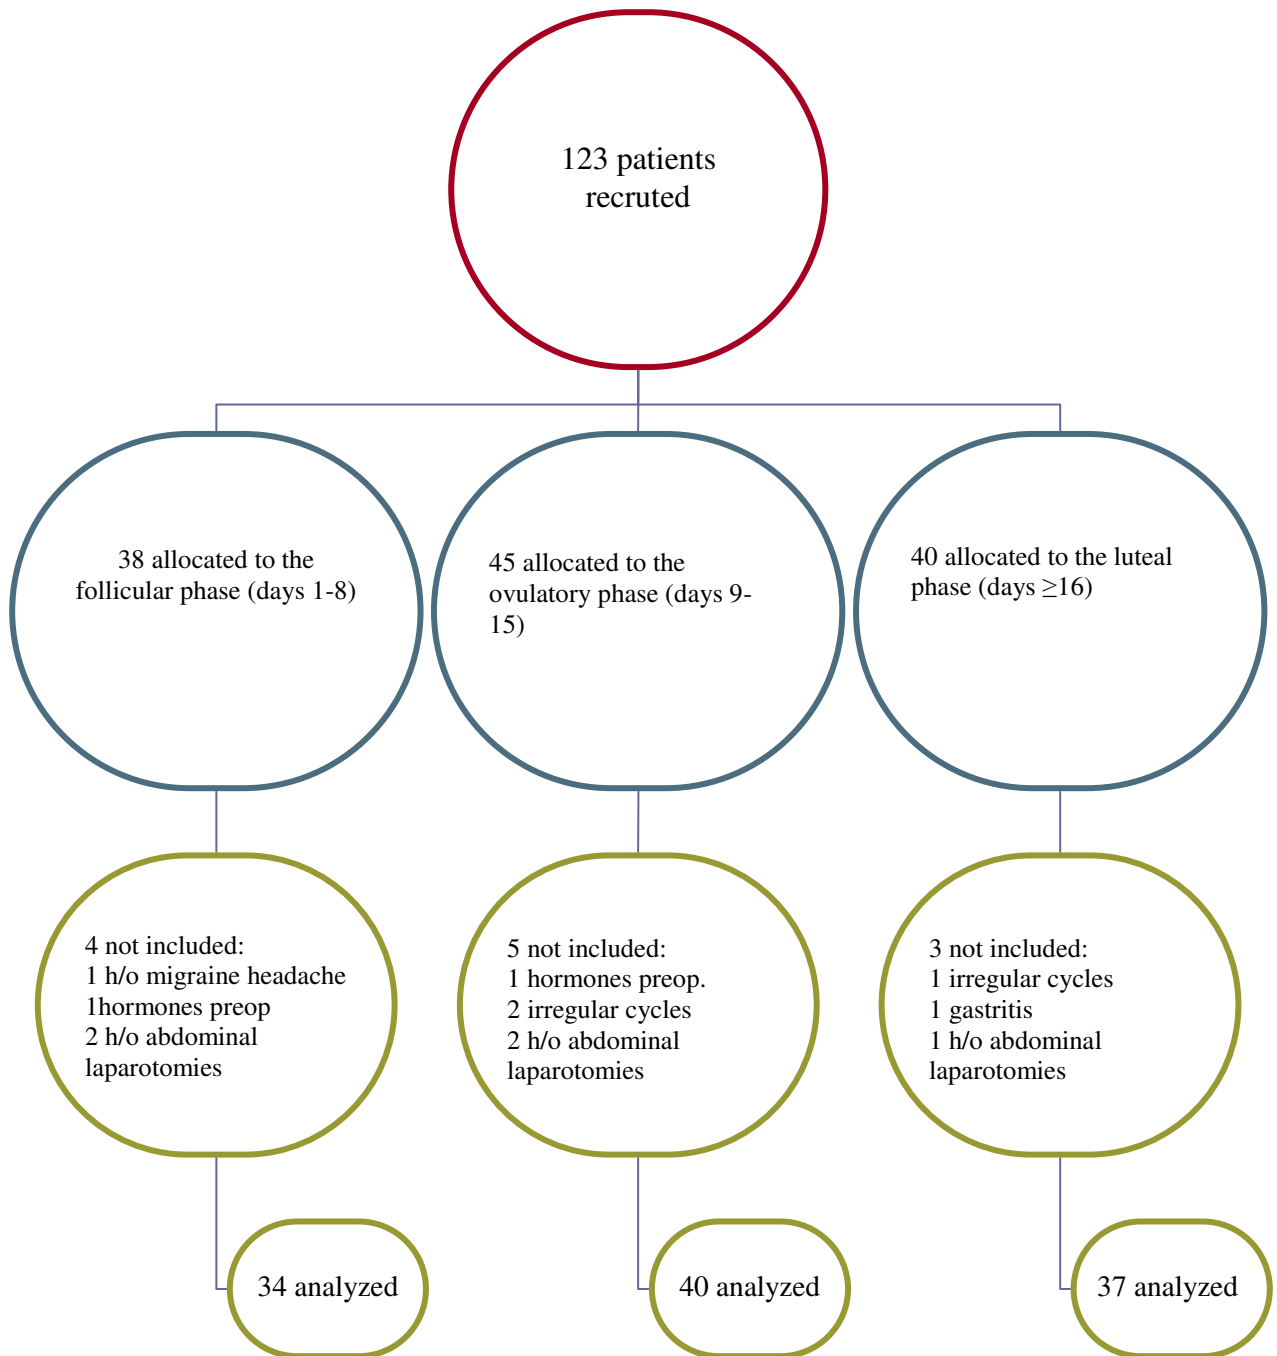 123 patients
recruted
38 allocated to the
follicular phase (days 1-8)
45 allocated to the
ovulatory phase (days 9-
15)
40 allocated to the luteal
phase (days ≥16)
4 not included:
1 h/o migraine headache
1hormones preop
2 h/o abdominal
laparotomies
5 not included:
1 hormones preop.
2 irregular cycles
2 h/o abdominal
laparotomies
3 not included:
1 irregular cycles
1 gastritis
1 h/o abdominal
laparotomies
34 analyzed
40 analyzed
37 analyzed